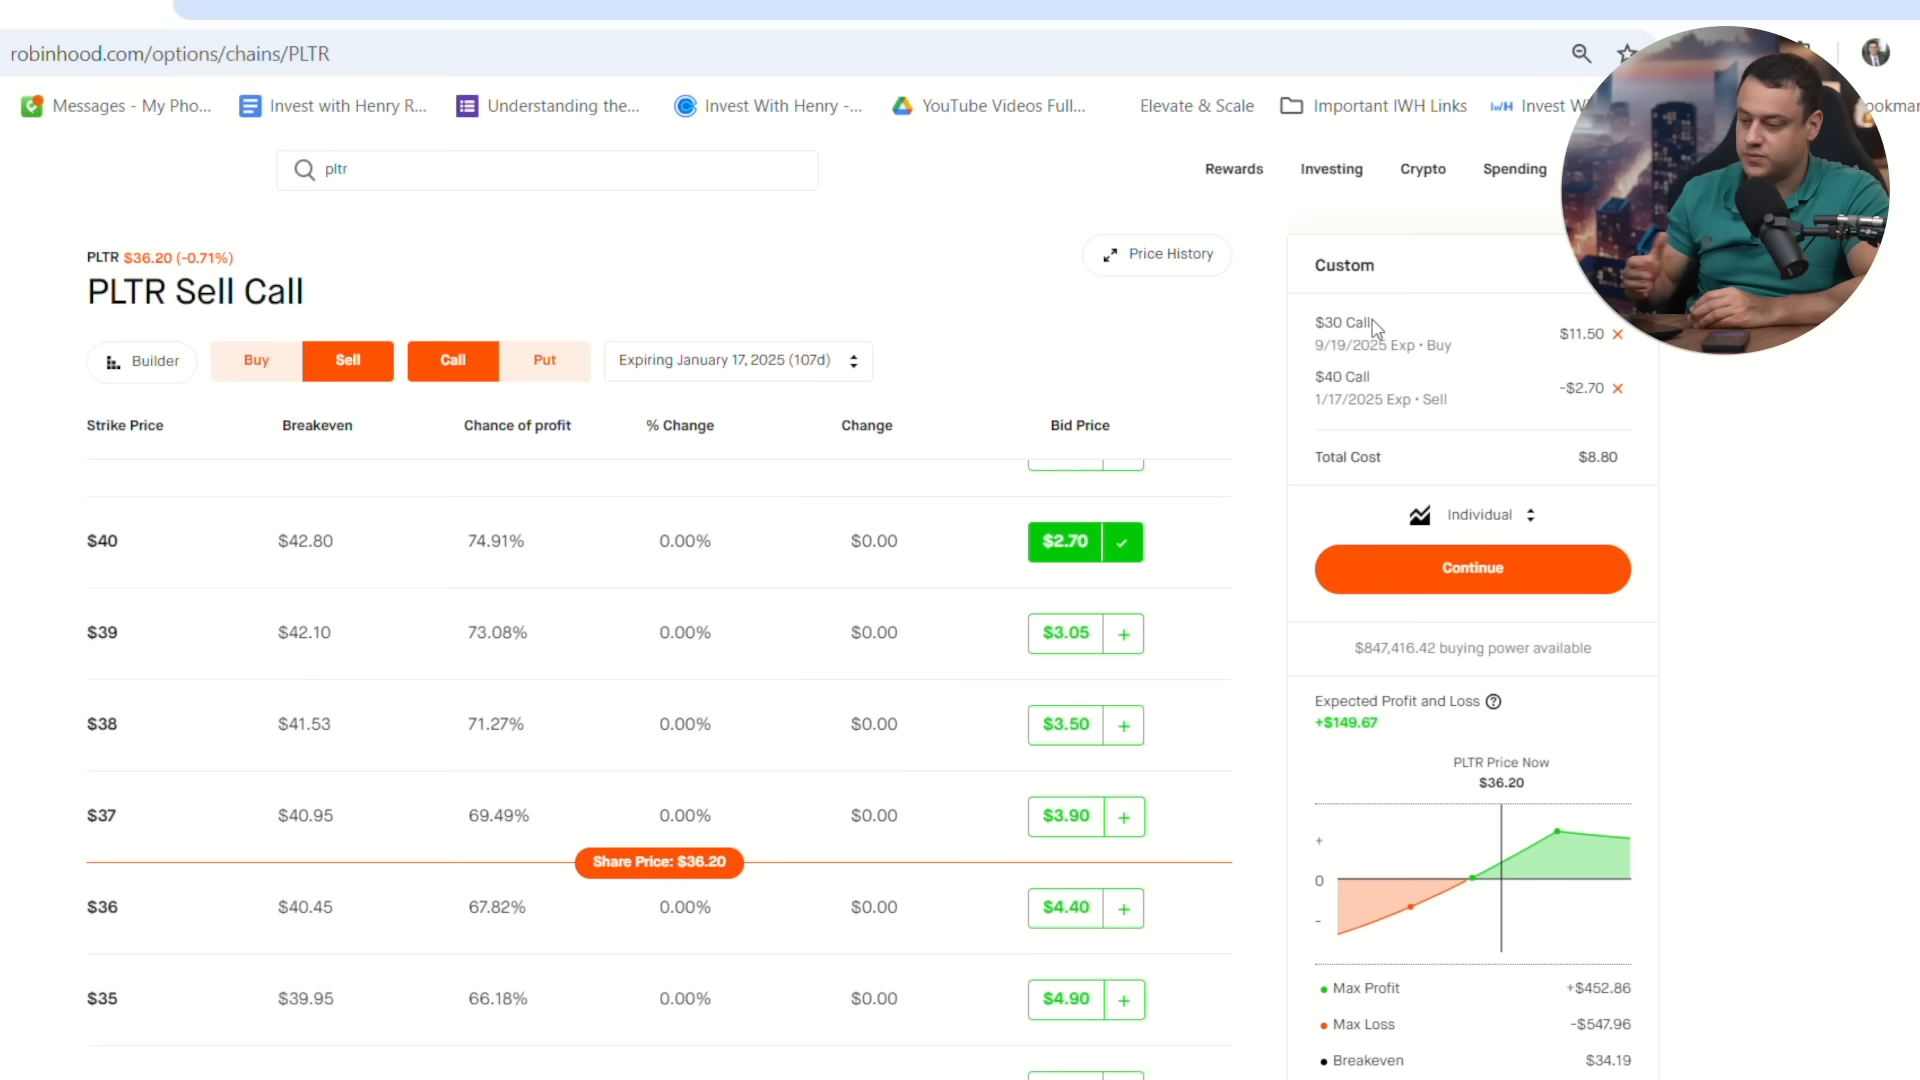 robinhood.com/options/chains/PLTR
Messages - My Pho...
Invest with Henry R...
Understanding the...
Invest With Henry -...
YouTube Videos Full...
Elevate & Scale
Important IWH Links
IWH Invest W
ookmar
pltr
Rewards Investing Crypto Spending
PLTR $36.20 (-0.71%)
PLTR Sell Call
Price History
Builder Buy Sell Call Put Expiring January 17, 2025 (107d)
Strike Price Breakeven Chance of profit % Change Change Bid Price
$40 $42.80 74.91% 0.00% $0.00 $2.70
$39 $42.10 73.08% 0.00% $0.00 $3.05 +
$38 $41.53 71.27% 0.00% $0.00 $3.50 +
$37 $40.95 69.49% 0.00% $0.00 $3.90 +
Share Price: $36.20
$36 $40.45 67.82% 0.00% $0.00 $4.40 +
$35 $39.95 66.18% 0.00% $0.00 $4.90 +
Custom
$30 Call
9/19/2025 Exp • Buy
$11.50
$40 Call
1/17/2025 Exp • Sell
-$2.70
Total Cost $8.80
Individual
Continue
$847,416.42 buying power available
Expected Profit and Loss
+$149.67
PLTR Price Now
$36.20
+
0
-
Max Profit +$452.86
Max Loss -$547.96
Breakeven $34.19